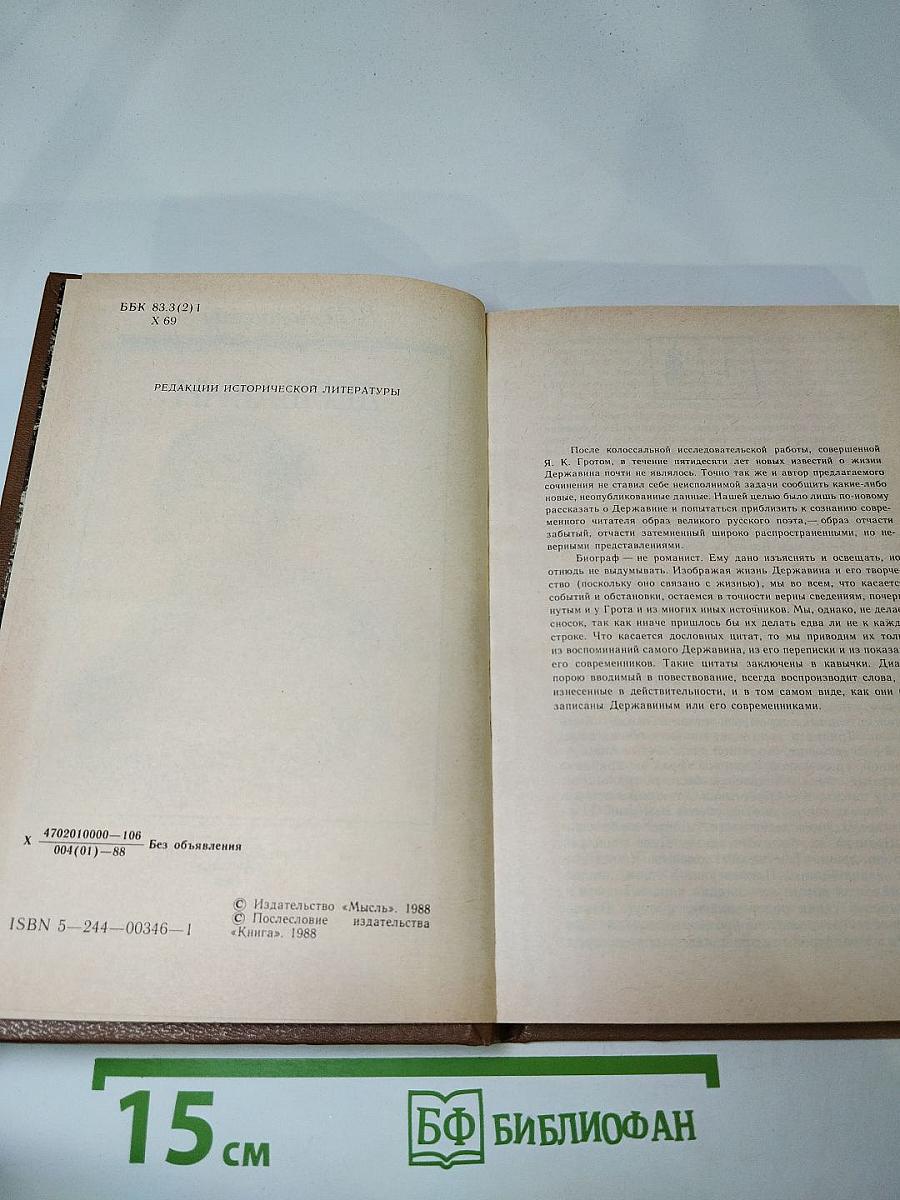 ББК 83.3(2)1
Х 69
РЕДАКЦИИ ИСТОРИЧЕСКОЙ ЛИТЕРАТУРЫ
Х 4702010000—106
004(01)—88
Без объявления
ISBN 5—244—00346—1
© Издательство «Мысль». 1988
© Послесловие издательства
«Книга». 1988
После колоссальной исследовательской работы, совершенной
Я. К. Гротом, в течение пятидесяти лет новых известий о жизни
Державина почти не являлось. Точно так же и автор предлагаемого
сочинения не ставил себе неисполнимой задачи сообщить какие-либо
новые, неопубликованные данные. Нашей целью было лишь по-новому
рассказать о Державине и попытаться приблизить к сознанию совре-
менного читателя образ великого русского поэта,— образ отчасти
забытый, отчасти затемненный широко распространенными, но не-
верными представлениями.
Биограф — не романист. Ему дано изъяснять и освещать, но
отнюдь не выдумывать. Изображая жизнь Державина и его творче-
ство (поскольку оно связано с жизнью), мы во всем, что касается
событий и обстановки, остаемся в точности верны сведениям, почерп
нутым и у Грота и из многих иных источников. Мы, однако, не делае
сносок, так как иначе пришлось бы их делать едва ли не к кажд
строке. Что касается дословных цитат, то мы приводим их толь
из воспоминаний самого Державина, из его переписки и из показа
его современников. Такие цитаты заключены в кавычки. Диа
порою вводимый в повествование, всегда воспроизводит слова,
изнесенные в действительности, и в том самом виде, как они
записаны Державиным или его современниками.
15 см
БФ БИБЛИОФАН